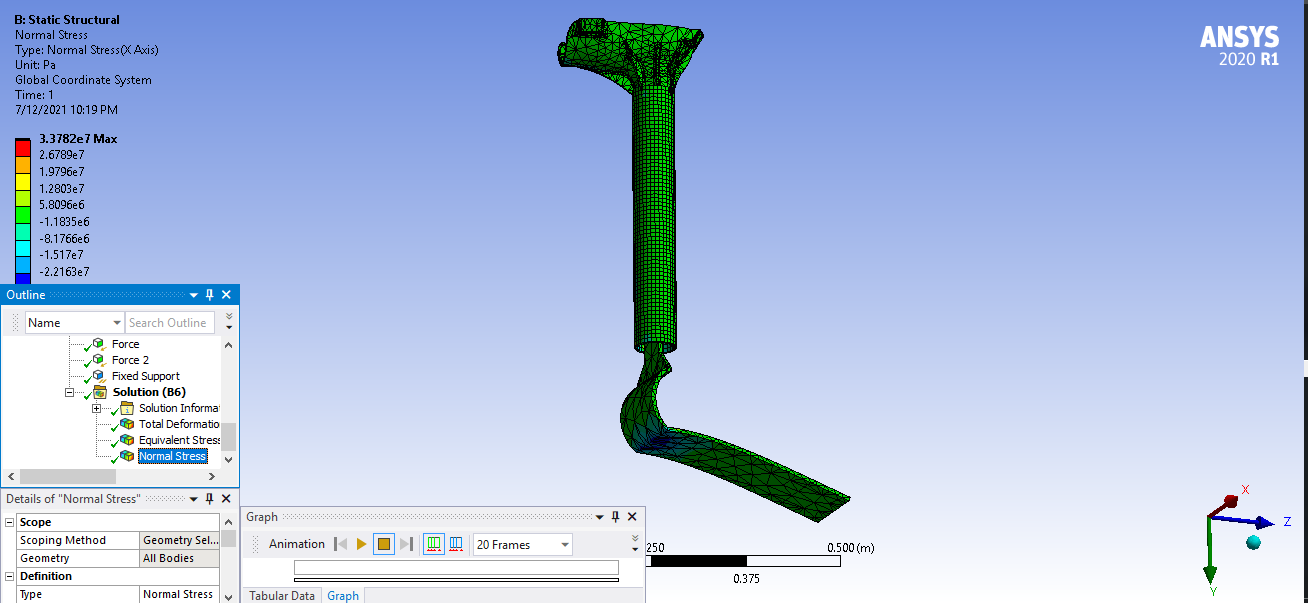 B: Static Structural
Normal Stress
Type: Normal Stress(X Axis)
Unit: Pa
Global Coordinate System
Time: 1
7/12/2021 10:19 PM
3.3782e7 Max
2.6789e7
1.9796e7
1.2803e7
5.8096e6
-1.1835e6
-8.1766e6
-1.517e7
-2.2163e7
ANSYS
2020 R1
Outline
Name
Search Outline
Force
Force 2
Fixed Support
Solution (B6)
Solution Informat
Total Deformatio
Equivalent Stress
Normal Stress
Details of "Normal Stress"
Scope
Scoping Method Geometry Sel...
Geometry All Bodies
Definition
Type Normal Stress
Graph
Animation 20 Frames
Tabular Data Graph
250 0.500 (m)
0.375
X
Z
Y